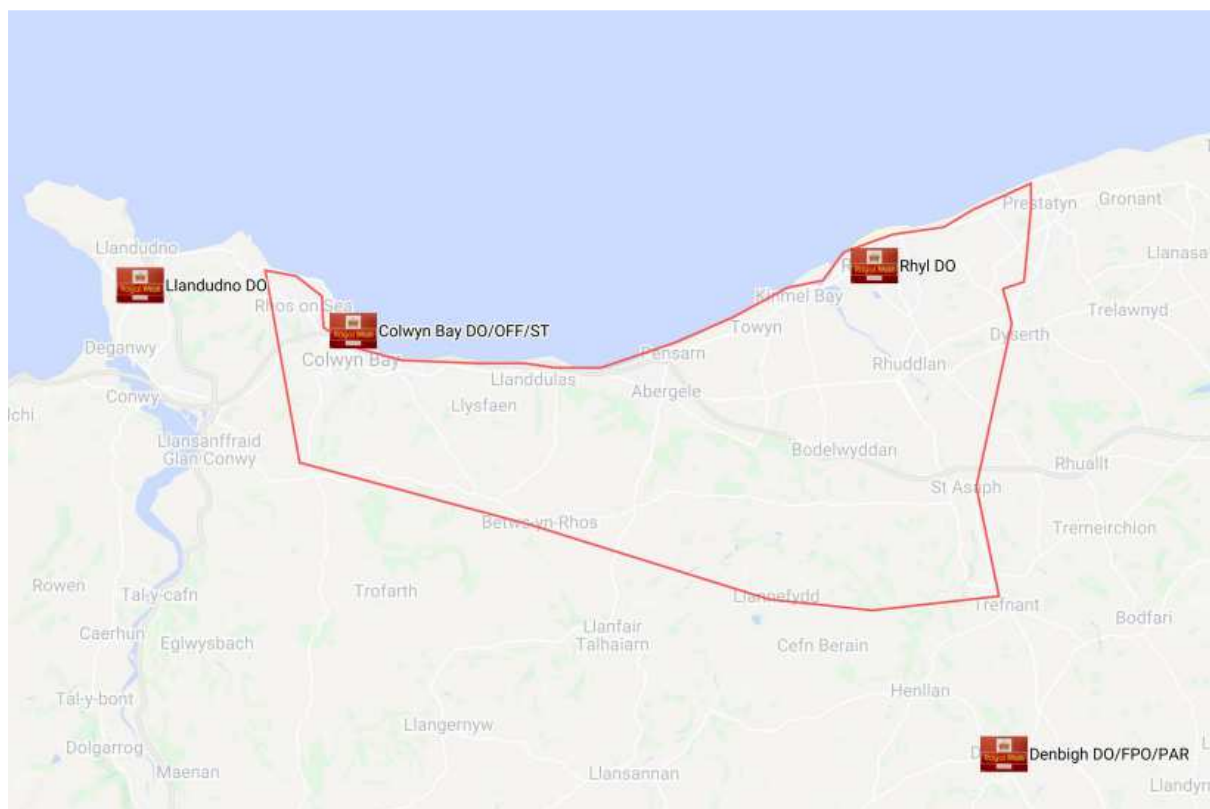 Prestatyn
Gronant
Llandudno
Llanasa
Rhyl DO
Llandudno DO
Royal Mail
Rhos on Sea
Kinmel Bay
Trelawnyd
Colwyn Bay DO/OFF/ST
Towyn
Dyserth
Deganwy
Colwyn Bay
Pensarn
Rhuddlan
Llanddulas
Conwy
Abergele
Llysfaen
Llansanffraid
Glan Conwy
Bodelwyddan
Rhuallt
St Asaph
Betws-yn-Rhos
Tremeirchion
Rowen
Tal-y-cafn
Trofarth
Llannefydd
Trefnant
Bodfari
Caerhun
Eglwysbach
Llanfair
Talhaiarn
Cefn Berain
Henllan
Tal-y-bont
Llangernyw
Dolgarrog
Denbigh DO/FPO/PAR
Maenan
Llansannan